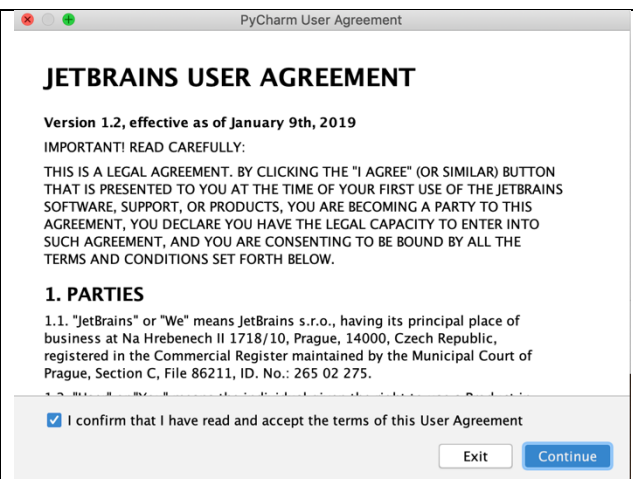 PyCharm User Agreement
JETBRAINS USER AGREEMENT
Version 1.2, effective as of January 9th, 2019
IMPORTANT! READ CAREFULLY:
THIS IS A LEGAL AGREEMENT. BY CLICKING THE "I AGREE" (OR SIMILAR) BUTTON
THAT IS PRESENTED TO YOU AT THE TIME OF YOUR FIRST USE OF THE JETBRAINS
SOFTWARE, SUPPORT, OR PRODUCTS, YOU ARE BECOMING A PARTY TO THIS
AGREEMENT, YOU DECLARE YOU HAVE THE LEGAL CAPACITY TO ENTER INTO
SUCH AGREEMENT, AND YOU ARE CONSENTING TO BE BOUND BY ALL THE
TERMS AND CONDITIONS SET FORTH BELOW.
1. PARTIES
1.1. "JetBrains" or "We" means JetBrains s.r.o., having its principal place of
business at Na Hrebenech II 1718/10, Prague, 14000, Czech Republic,
registered in the Commercial Register maintained by the Municipal Court of
Prague, Section C, File 86211, ID. No.: 265 02 275.
I confirm that I have read and accept the terms of this User Agreement
Exit
Continue